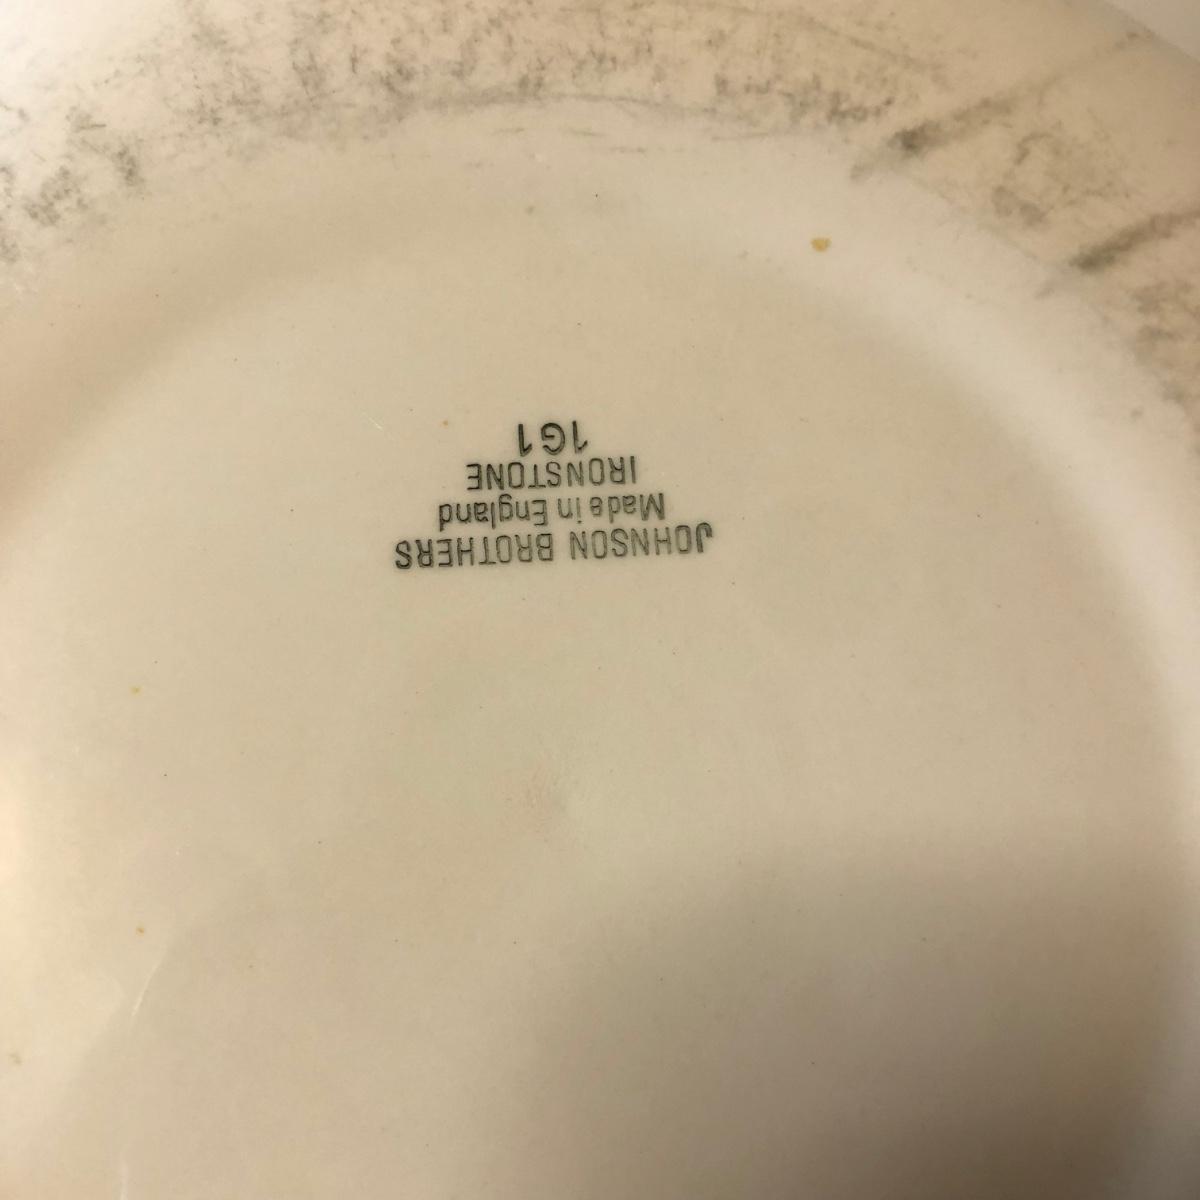 JOHNSON BROTHERS
Made in England
IRONSTONE
1G1